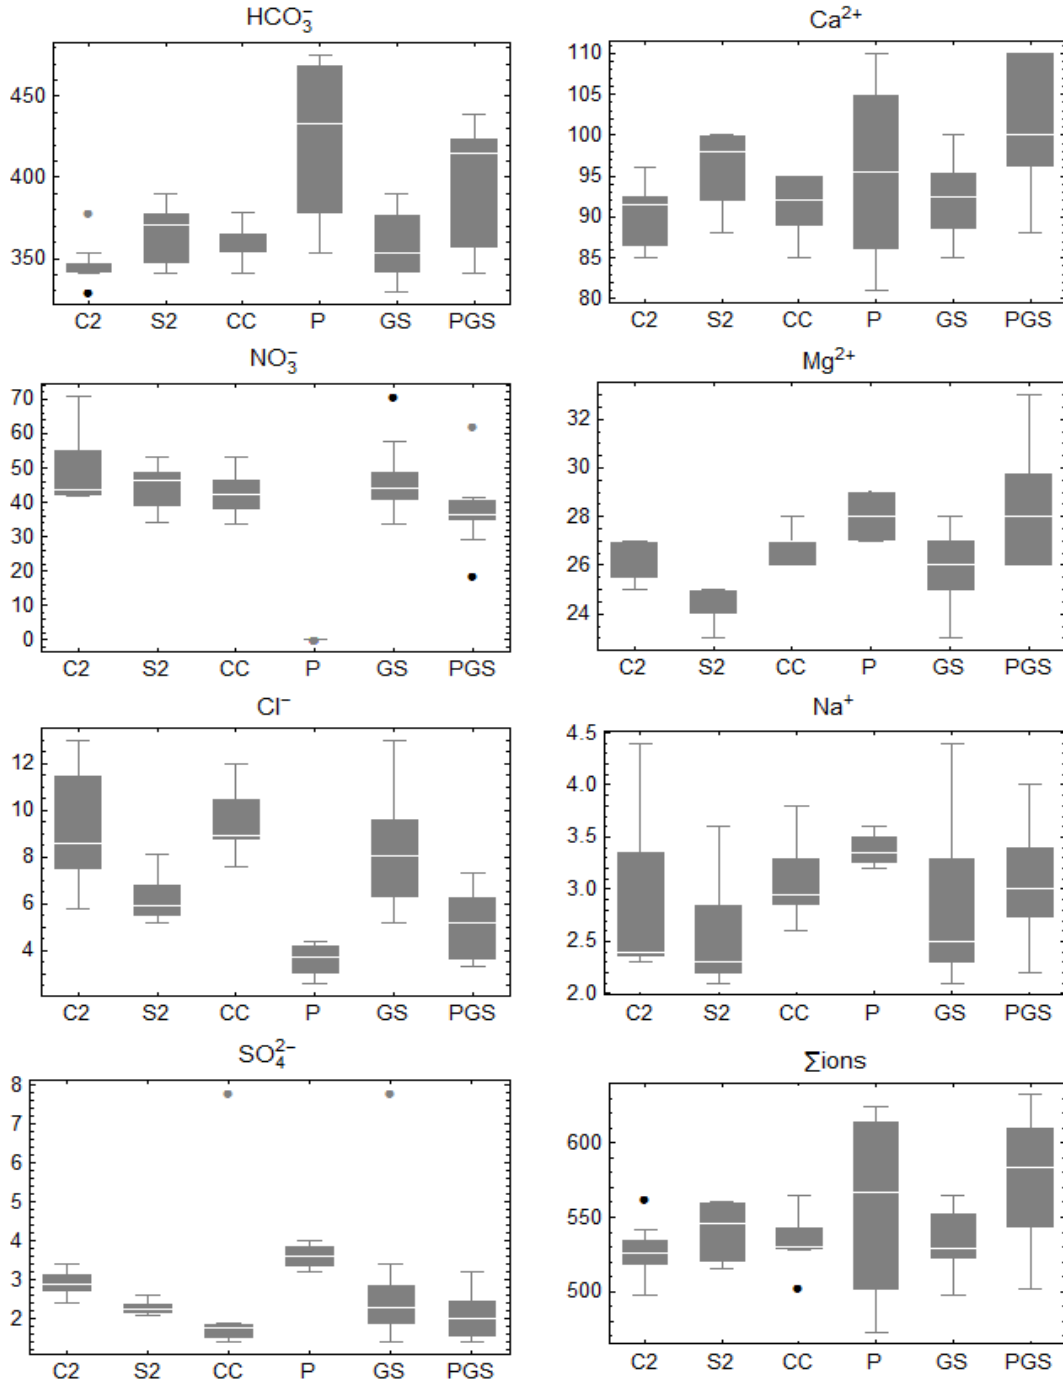 HCO₃⁻
450
400
350
C2 S2 CC P GS PGS
Ca²⁺
110
105
100
95
90
85
80
C2 S2 CC P GS PGS
NO₃⁻
70
60
50
40
30
20
10
0
C2 S2 CC P GS PGS
Mg²⁺
32
30
28
26
24
C2 S2 CC P GS PGS
Cl⁻
12
10
8
6
4
C2 S2 CC P GS PGS
Na⁺
4.5
4.0
3.5
3.0
2.5
2.0
C2 S2 CC P GS PGS
SO₄²⁻
8
7
6
5
4
3
2
C2 S2 CC P GS PGS
∑ions
600
550
500
C2 S2 CC P GS PGS